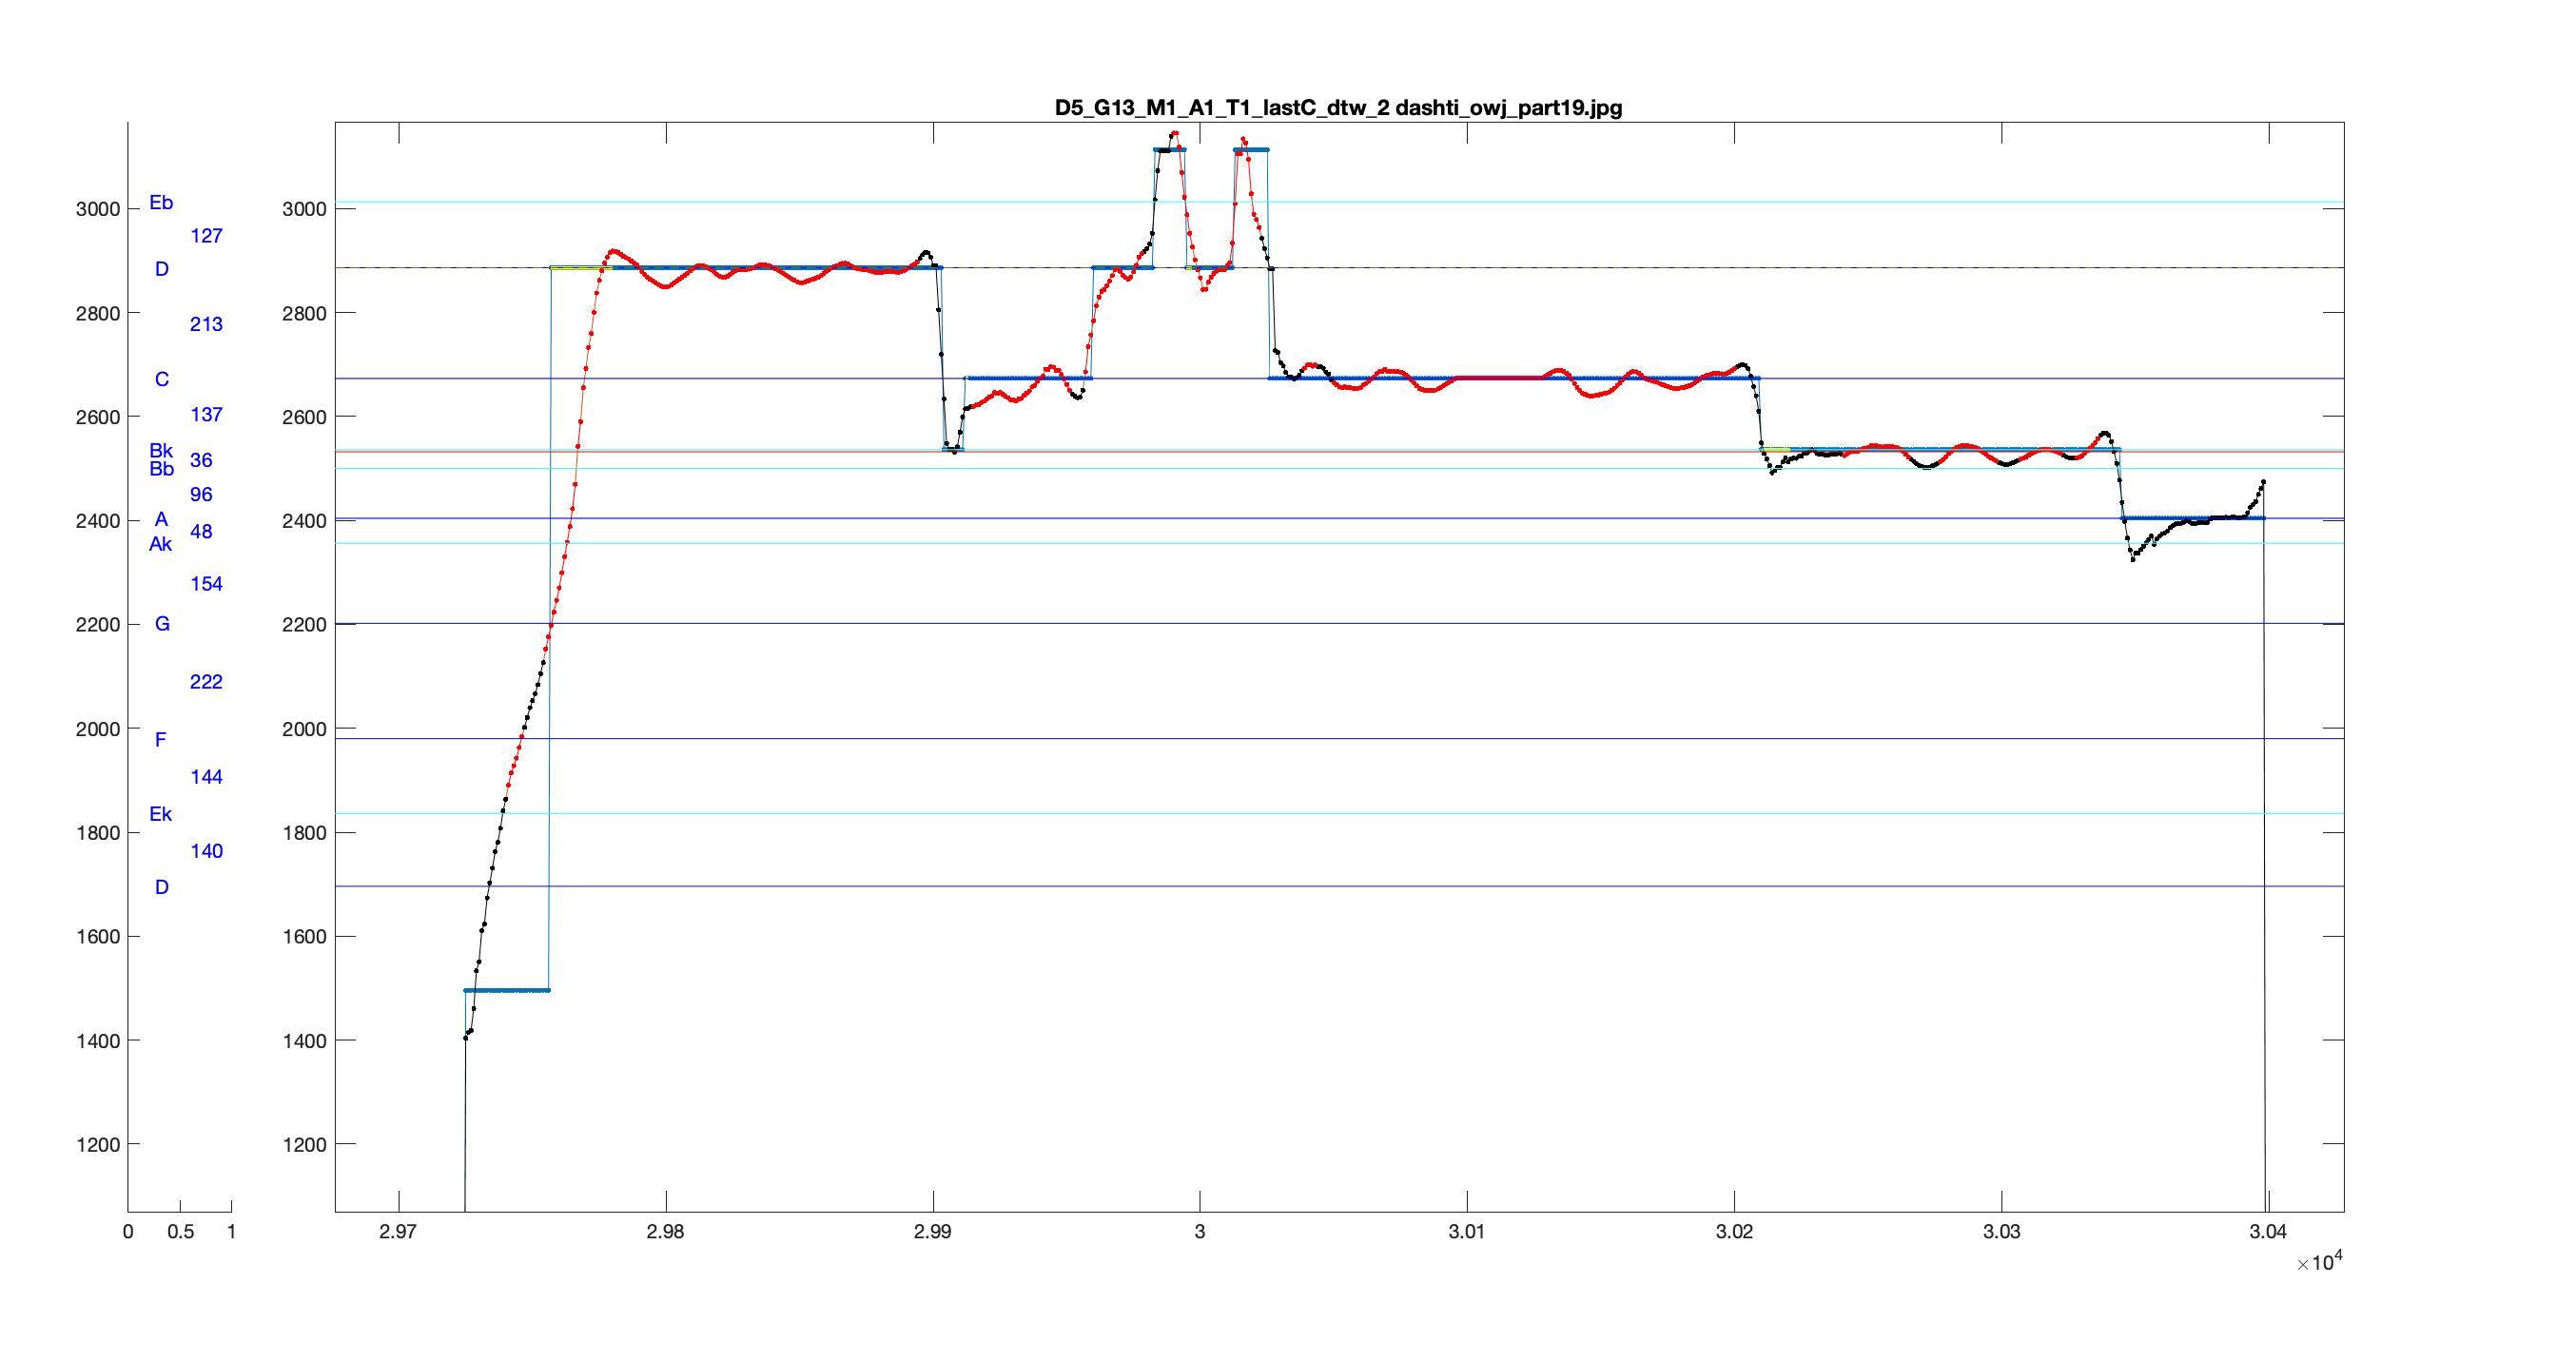 D5_G13_M1_A1_T1_lastC_dtw_2 dashti_owj_part19.jpg
3000 Eb 3000
127
D
2800 213 2800
C
2600 137 2600
Bk
36
Bb
96
2400 A 2400
48
Ak
154
2200 G 2200
222
2000 F 2000
144
1800 Ek 1800
140
D
1600 1600
1400 1400
1200 1200
0 0.5 1 2.97 2.98 2.99 3 3.01 3.02 3.03 3.04
×10⁴